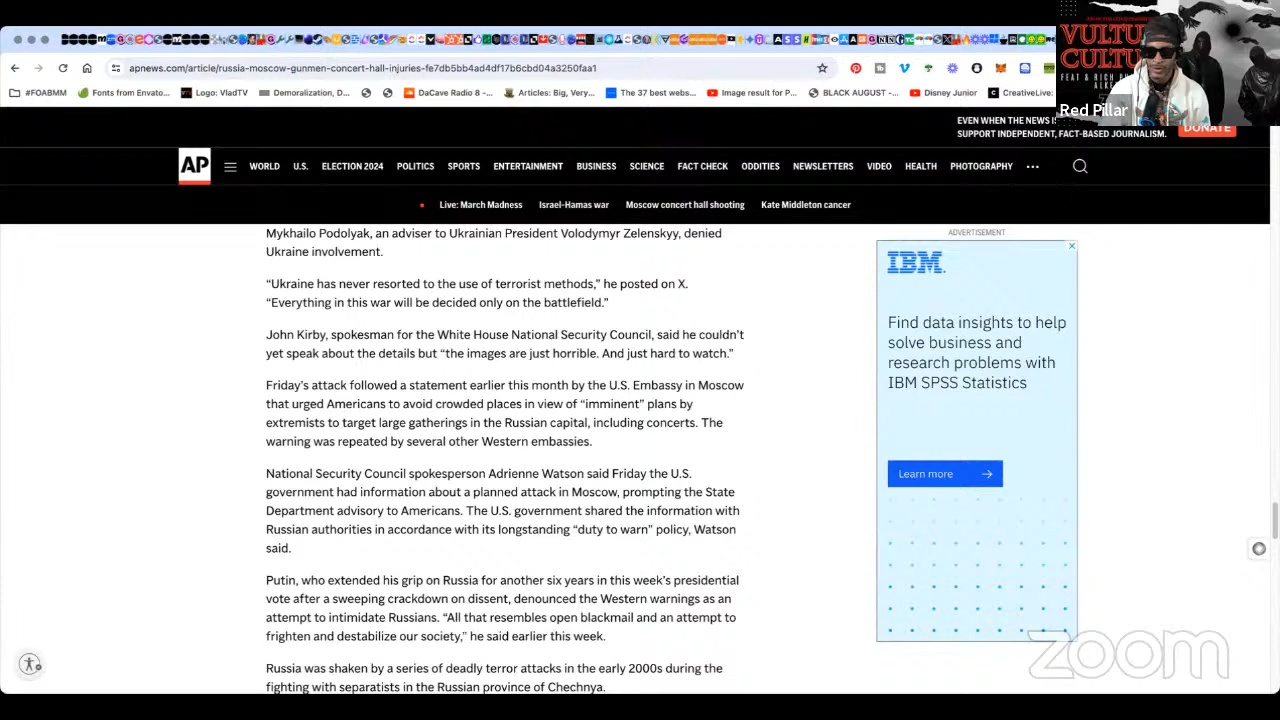 VULTU
CULTU
FEAT & RICH
ALKE
Red Pillar
apnews.com/article/russia-moscow-gunmen-concert-hall-isis-fe7db5bb4ad4df17b6cbd04a3250faa1
#FOABMM
Fonts from Envato...
Logo: VladTV
Demoralization, D...
DaCave Radio 8 -...
Articles: Big, Very...
The 37 best webs...
Image result for P...
BLACK AUGUST -...
Disney Junior
CreativeLive:
EVEN WHEN THE NEWS IS
SUPPORT INDEPENDENT, FACT-BASED JOURNALISM.
DONATE
AP
WORLD U.S. ELECTION 2024 POLITICS SPORTS ENTERTAINMENT BUSINESS SCIENCE FACT CHECK ODDITIES NEWSLETTERS VIDEO HEALTH PHOTOGRAPHY
Live: March Madness Israel-Hamas war Moscow concert hall shooting Kate Middleton cancer
Mykhailo Podolyak, an adviser to Ukrainian President Volodymyr Zelenskyy, denied
Ukraine involvement.
“Ukraine has never resorted to the use of terrorist methods,” he posted on X.
“Everything in this war will be decided only on the battlefield.”
John Kirby, spokesman for the White House National Security Council, said he couldn’t
yet speak about the details but “the images are just horrible. And just hard to watch.”
Friday’s attack followed a statement earlier this month by the U.S. Embassy in Moscow
that urged Americans to avoid crowded places in view of “imminent” plans by
extremists to target large gatherings in the Russian capital, including concerts. The
warning was repeated by several other Western embassies.
National Security Council spokesperson Adrienne Watson said Friday the U.S.
government had information about a planned attack in Moscow, prompting the State
Department advisory to Americans. The U.S. government shared the information with
Russian authorities in accordance with its longstanding “duty to warn” policy, Watson
said.
Putin, who extended his grip on Russia for another six years in this week’s presidential
vote after a sweeping crackdown on dissent, denounced the Western warnings as an
attempt to intimidate Russians. “All that resembles open blackmail and an attempt to
frighten and destabilize our society,” he said earlier this week.
Russia was shaken by a series of deadly terror attacks in the early 2000s during the
fighting with separatists in the Russian province of Chechnya.
ADVERTISEMENT
IBM
Find data insights to help
solve business and
research problems with
IBM SPSS Statistics
Learn more
zoom